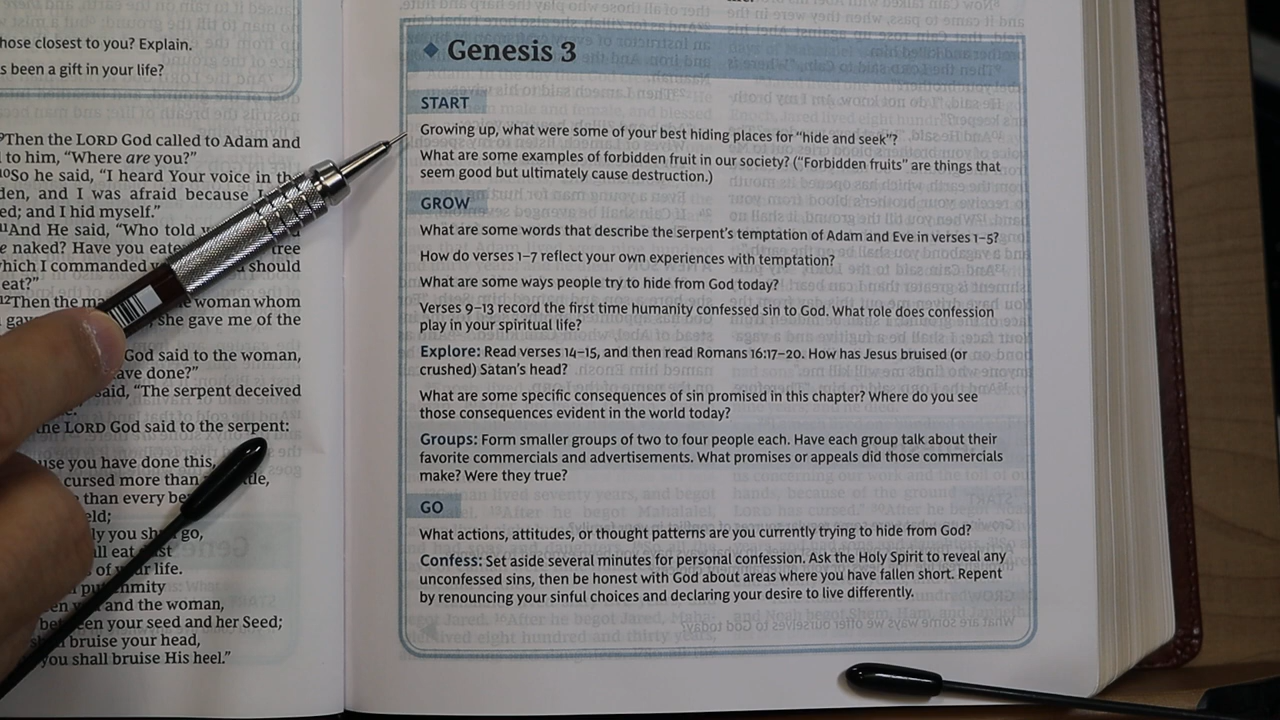 hose closest to you? Explain.
s been a gift in your life?
9Then the LORD God called to Adam and
to him, “Where are you?”
10So he said, “I heard Your voice in the
den, and I was afraid because I
ed; and I hid myself.”
11And He said, “Who told
e naked? Have you eaten tree
which I commanded should
eat?”
12Then the man woman whom
gave she gave me of the
God said to the woman,
have done?”
said, “The serpent deceived
the LORD God said to the serpent:
use you have done this,
cursed more than
than every
eld;
ly you go,
all eat
of your life.
put enmity
een and the woman,
between your seed and her Seed;
bruise your head,
you shall bruise His heel.”
◆ Genesis 3
START
Growing up, what were some of your best hiding places for “hide and seek”?
What are some examples of forbidden fruit in our society? (“Forbidden fruits” are things that
seem good but ultimately cause destruction.)
GROW
What are some words that describe the serpent's temptation of Adam and Eve in verses 1–5?
How do verses 1–7 reflect your own experiences with temptation?
What are some ways people try to hide from God today?
Verses 9–13 record the first time humanity confessed sin to God. What role does confession
play in your spiritual life?
Explore: Read verses 14–15, and then read Romans 16:17–20. How has Jesus bruised (or
crushed) Satan's head?
What are some specific consequences of sin promised in this chapter? Where do you see
those consequences evident in the world today?
Groups: Form smaller groups of two to four people each. Have each group talk about their
favorite commercials and advertisements. What promises or appeals did those commercials
make? Were they true?
GO
What actions, attitudes, or thought patterns are you currently trying to hide from God?
Confess: Set aside several minutes for personal confession. Ask the Holy Spirit to reveal any
unconfessed sins, then be honest with God about areas where you have fallen short. Repent
by renouncing your sinful choices and declaring your desire to live differently.